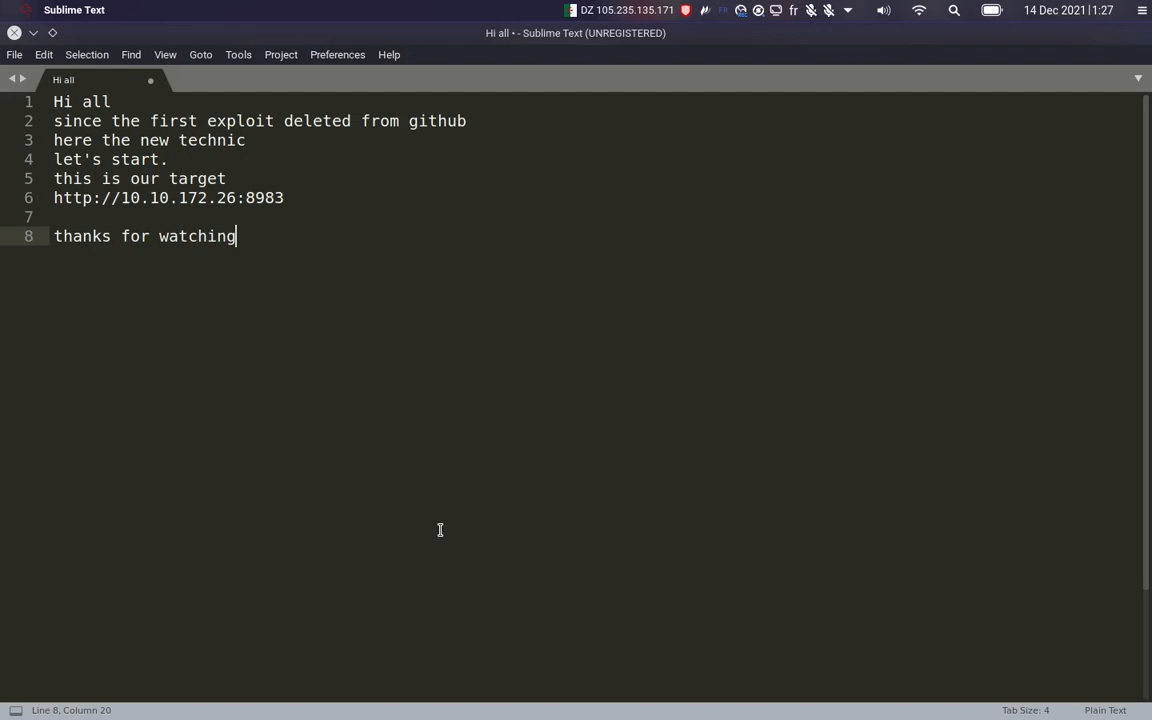 Sublime Text DZ 105.235.135.171 FR fr 14 Dec 2021 | 1:27
Hi all • - Sublime Text (UNREGISTERED)
File Edit Selection Find View Goto Tools Project Preferences Help
Hi all
1 Hi all
2 since the first exploit deleted from github
3 here the new technic
4 let's start.
5 this is our target
6 http://10.10.172.26:8983
7
8 thanks for watching
Line 8, Column 20 Tab Size: 4 Plain Text